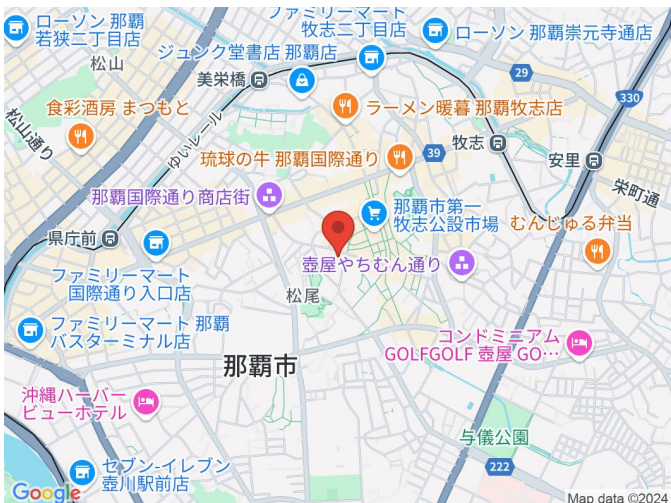 ローソン 那覇
若狭二丁目店
松山
ファミリーマート
牧志二丁目店
ローソン 那覇崇元寺通店
ジュンク堂書店 那覇店
美栄橋
29
330
食彩酒房 まつもと
松山通り
ラーメン暖暮 那覇牧志店
ゆいレール
牧志
琉球の牛 那覇国際通り
39
安里
栄町通り
那覇国際通り商店街
那覇市第一
牧志公設市場
むんじゅる弁当
県庁前
壺屋やちむん通り
ファミリーマート
国際通り入口店
松尾
ファミリーマート 那覇
バスターミナル店
コンドミニアム
GOLFGOLF 壺屋 GO…
那覇市
沖縄ハーバー
ビューホテル
与儀公園
セブン-イレブン
壺川駅前店
222
Google
Map data ©2024